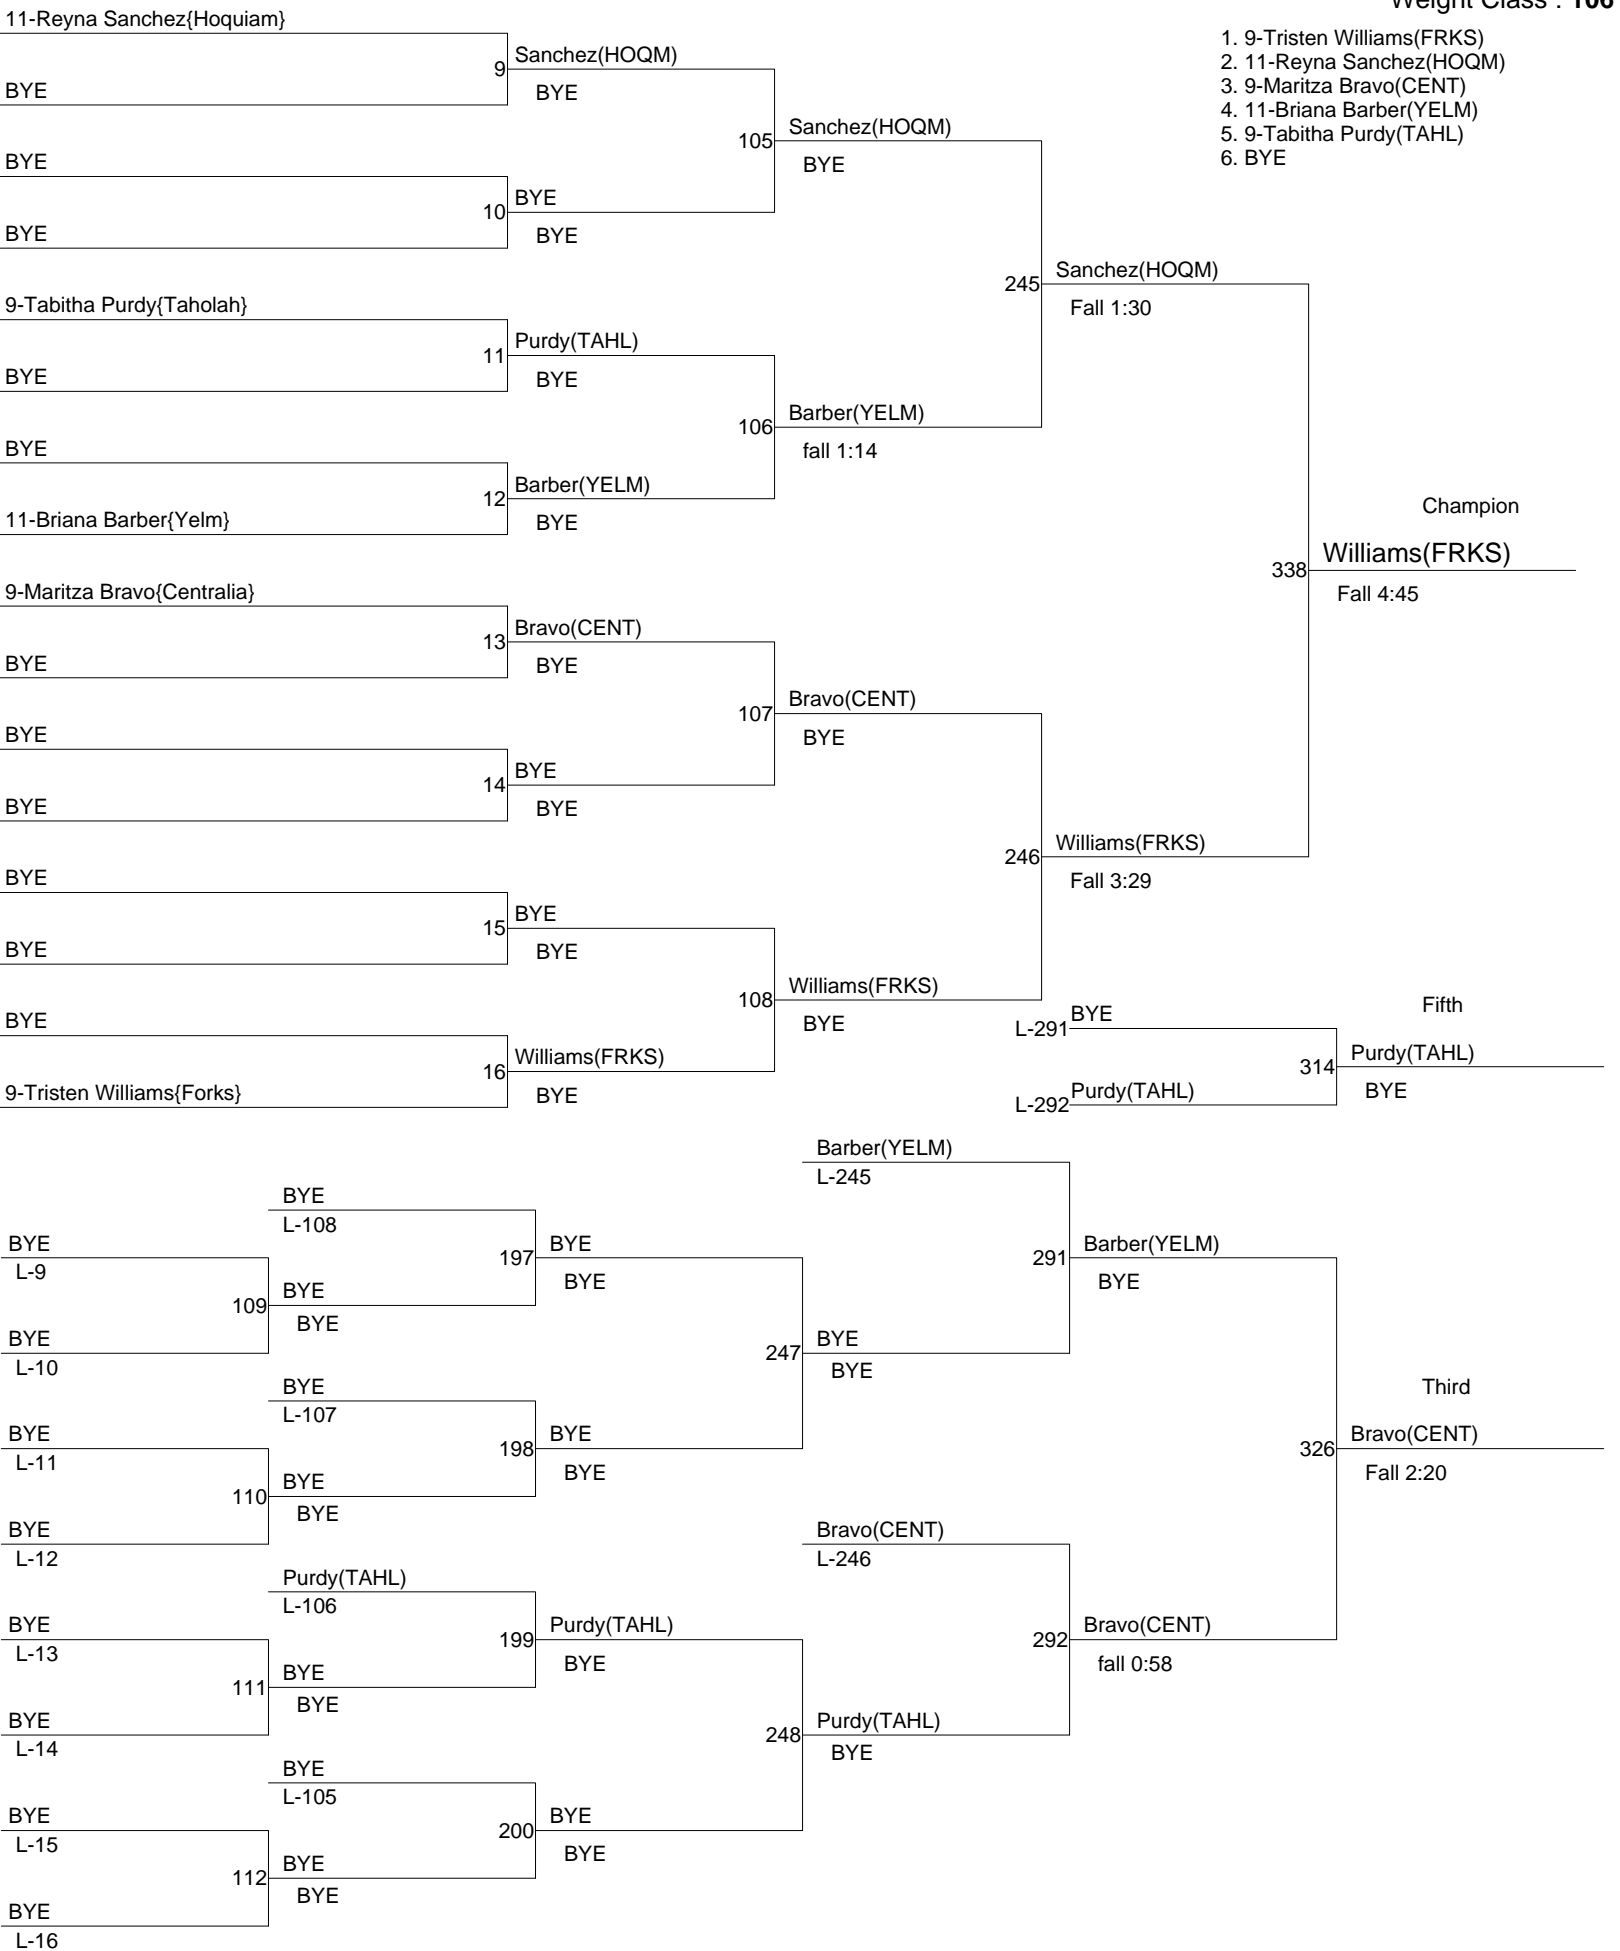 Weight Class : 106
1. 9-Tristen Williams(FRKS)
2. 11-Reyna Sanchez(HOQM)
3. 9-Maritza Bravo(CENT)
4. 11-Briana Barber(YELM)
5. 9-Tabitha Purdy(TAHL)
6. BYE
11-Reyna Sanchez{Hoquiam}
9 Sanchez(HOQM)
BYE
BYE
105 Sanchez(HOQM)
BYE
BYE
10 BYE
BYE
BYE
245 Sanchez(HOQM)
Fall 1:30
9-Tabitha Purdy{Taholah}
11 Purdy(TAHL)
BYE
BYE
106 Barber(YELM)
fall 1:14
BYE
12 Barber(YELM)
BYE
11-Briana Barber{Yelm}
Champion
338 Williams(FRKS)
Fall 4:45
9-Maritza Bravo{Centralia}
13 Bravo(CENT)
BYE
BYE
107 Bravo(CENT)
BYE
BYE
14 BYE
BYE
BYE
246 Williams(FRKS)
Fall 3:29
BYE
15 BYE
BYE
BYE
108 Williams(FRKS)
BYE
BYE
16 Williams(FRKS)
BYE
9-Tristen Williams{Forks}
Fifth
L-291 BYE
314 Purdy(TAHL)
BYE
L-292 Purdy(TAHL)
Barber(YELM)
L-245
BYE
L-108
BYE
L-9
197 BYE
BYE
291 Barber(YELM)
BYE
109 BYE
BYE
BYE
L-10
247 BYE
BYE
BYE
L-107
Third
BYE
L-11
198 BYE
BYE
326 Bravo(CENT)
Fall 2:20
110 BYE
BYE
BYE
L-12
Bravo(CENT)
L-246
Purdy(TAHL)
L-106
BYE
L-13
199 Purdy(TAHL)
BYE
292 Bravo(CENT)
fall 0:58
111 BYE
BYE
BYE
L-14
248 Purdy(TAHL)
BYE
BYE
L-105
BYE
L-15
200 BYE
BYE
112 BYE
BYE
BYE
L-16